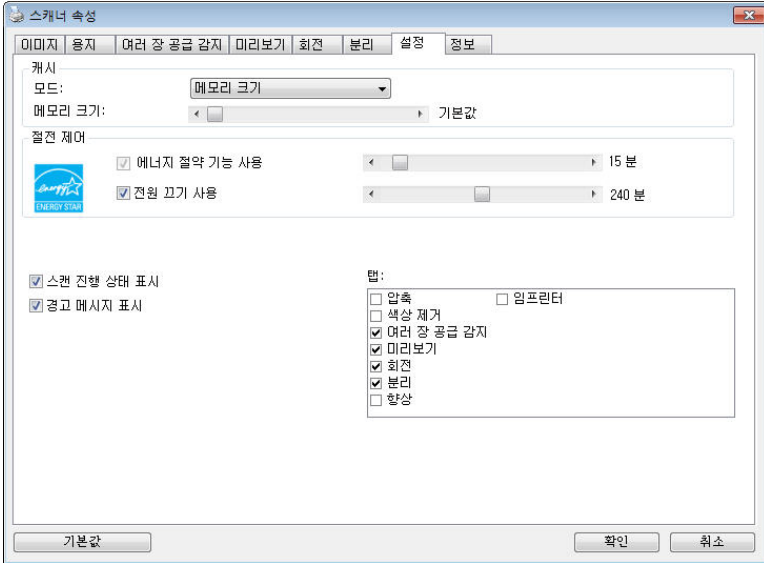 스캐너 속성
이미지 용지 여러 장 공급 감지 미리보기 회전 분리 설정 정보
캐시
모드: 메모리 크기
메모리 크기: 기본값
절전 제어
에너지 절약 기능 사용 15 분
전원 끄기 사용 240 분
energy
ENERGY STAR
스캔 진행 상태 표시
경고 메시지 표시
탭:
압축 임프린터
색상 제거
여러 장 공급 감지
미리보기
회전
분리
향상
기본값 확인 취소